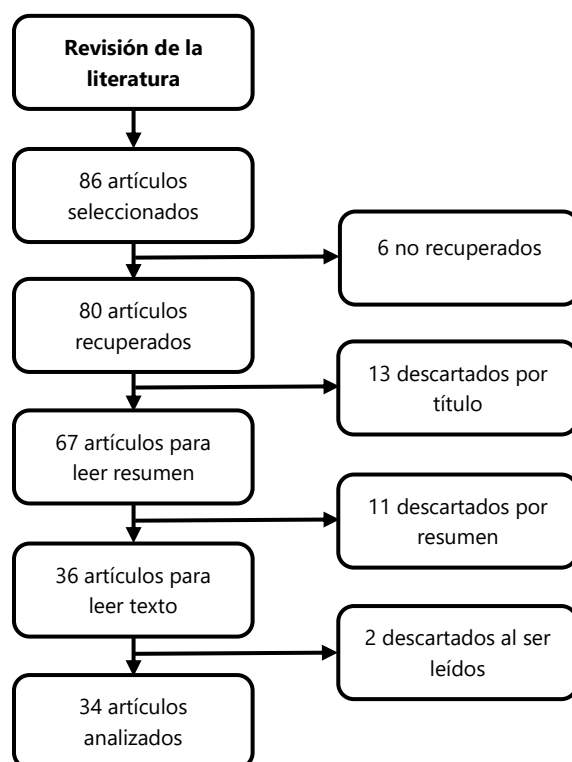 Revisión de la
literatura
86 artículos
seleccionados
6 no recuperados
80 artículos
recuperados
13 descartados por
título
67 artículos para
leer resumen
11 descartados por
resumen
36 artículos para
leer texto
2 descartados al ser
leídos
34 artículos
analizados